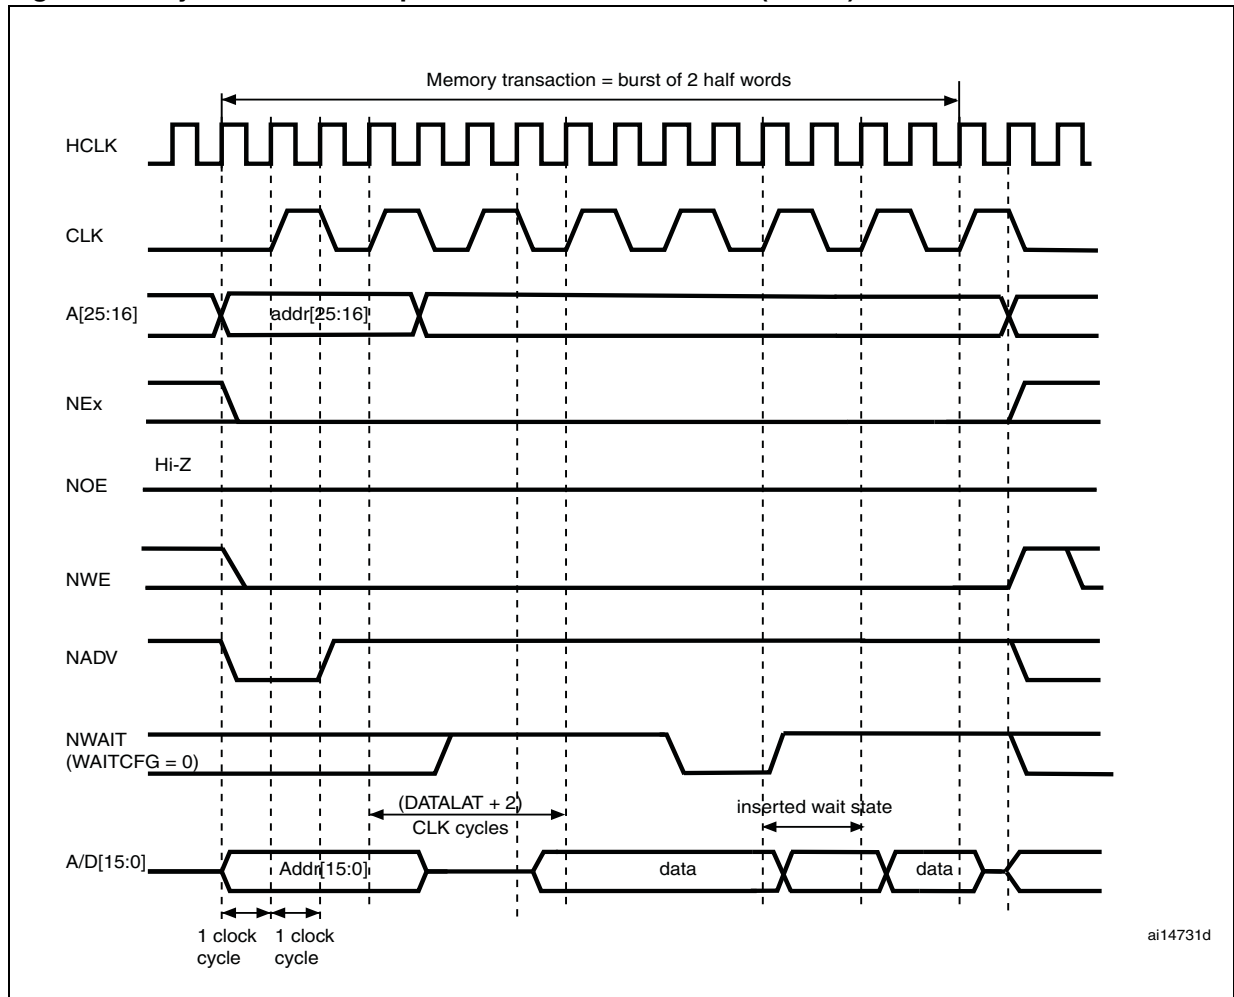 Memory transaction = burst of 2 half words
HCLK
CLK
A[25:16]
addr[25:16]
NEx
Hi-Z
NOE
NWE
NADV
NWAIT
(WAITCFG = 0)
(DATALAT + 2)
CLK cycles
inserted wait state
A/D[15:0]
Addr[15:0]
data
data
1 clock
cycle
1 clock
cycle
ai14731d